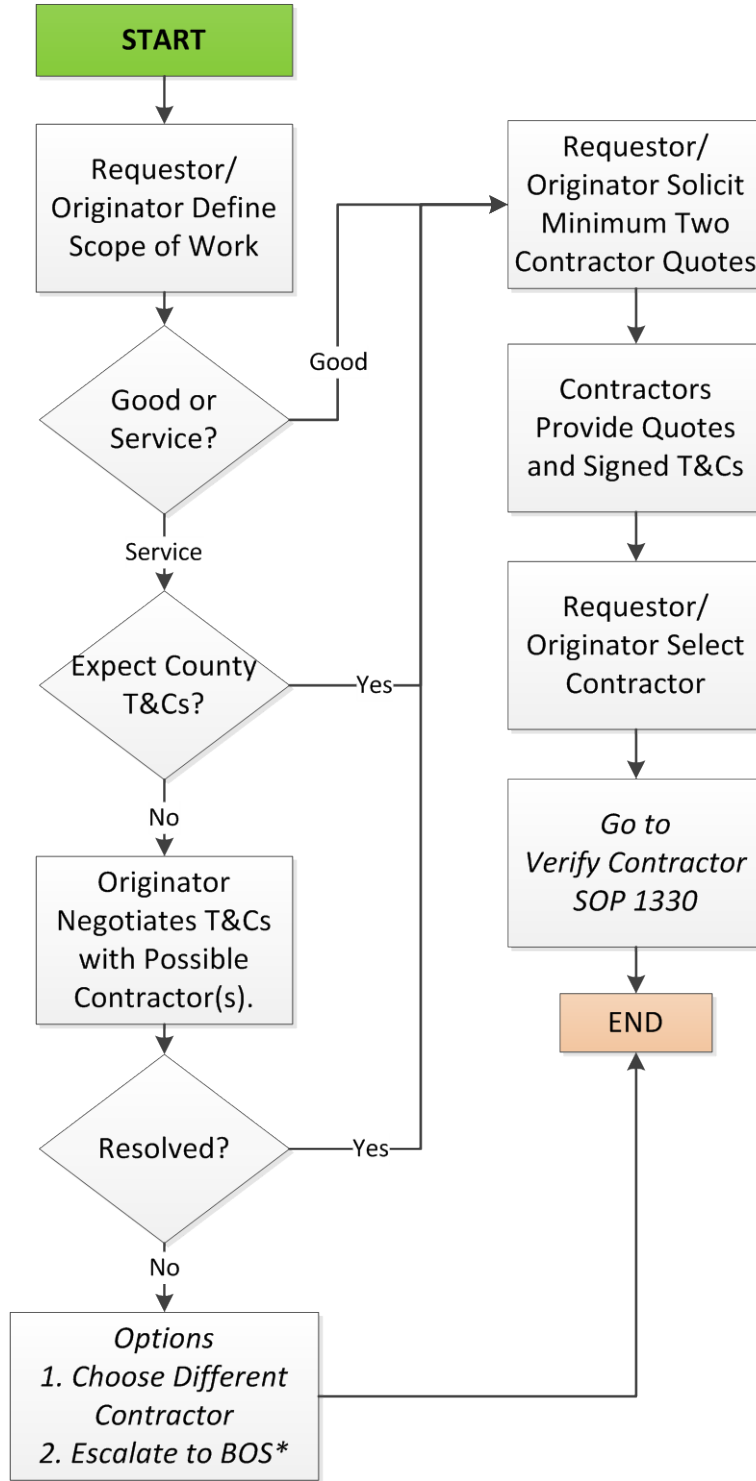 START
Requestor/
Originator Define
Scope of Work
Good or
Service?
Good
Service
Expect County
T&Cs?
Yes
No
Originator
Negotiates T&Cs
with Possible
Contractor(s).
Resolved?
Yes
No
Options
1. Choose Different
Contractor
2. Escalate to BOS*
Requestor/
Originator Solicit
Minimum Two
Contractor Quotes
Contractors
Provide Quotes
and Signed T&Cs
Requestor/
Originator Select
Contractor
Go to
Verify Contractor
SOP 1330
END